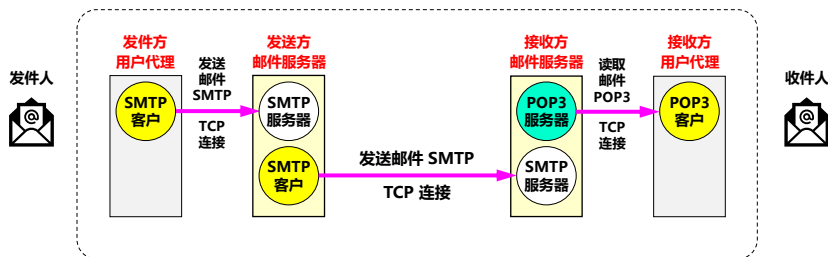 发件人
发件方
用户代理
SMTP
客户
发送
邮件
SMTP
TCP
连接
发送方
邮件服务器
SMTP
服务器
SMTP
客户
发送邮件 SMTP
TCP 连接
接收方
邮件服务器
POP3
服务器
SMTP
服务器
读取
邮件
POP3
TCP
连接
接收方
用户代理
POP3
客户
收件人